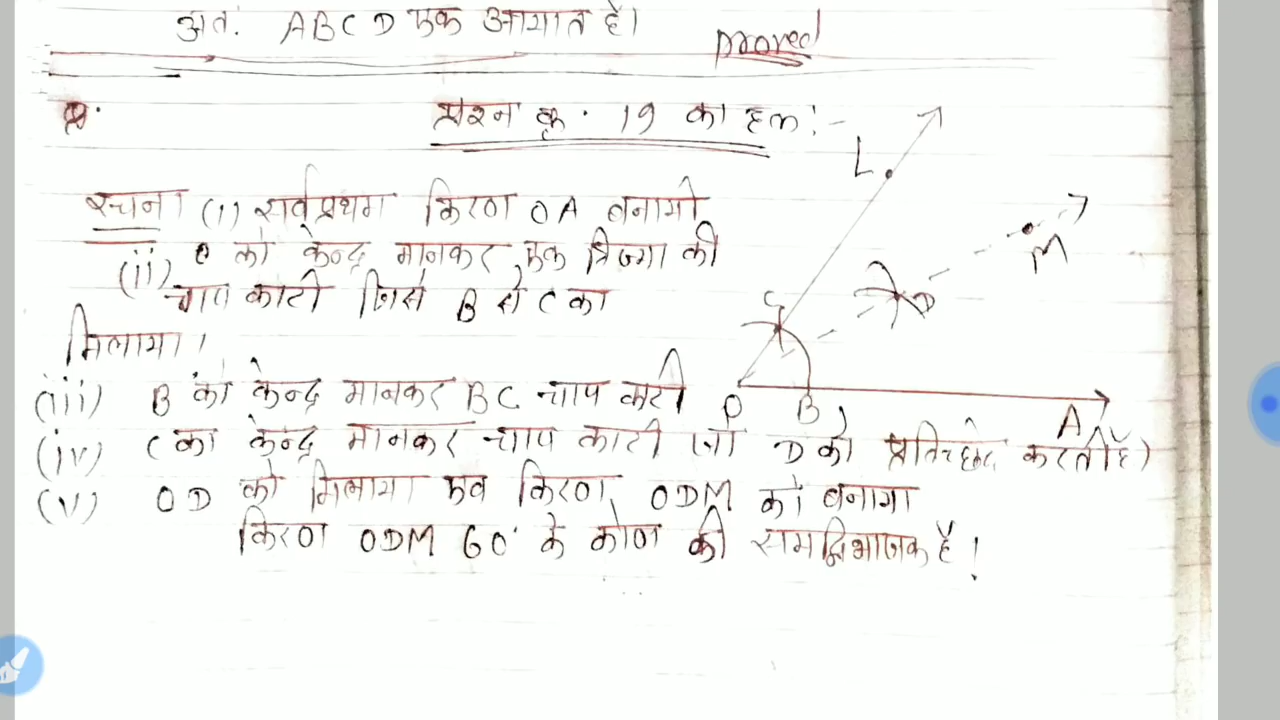 अतः ABCD एक आयात है।
proved
प्र.
प्रश्न क्र. 19 का हल :-
रचना (i) सर्वप्रथम किरण OA बनायी
(ii) O को केन्द्र मानकर एक त्रिज्या की
चाप काटी जिसे B से C का
मिलाया।
(iii) B को केन्द्र मानकर BC चाप काटी
(iv) C का केन्द्र मानकर चाप काटी (जो D को प्रतिच्छेद करती है)
(v) OD को मिलाया एव किरण ODM को बनाया
किरण ODM 60° के कोण की समद्विभाजक है!
L
M
C
D
O
B
A